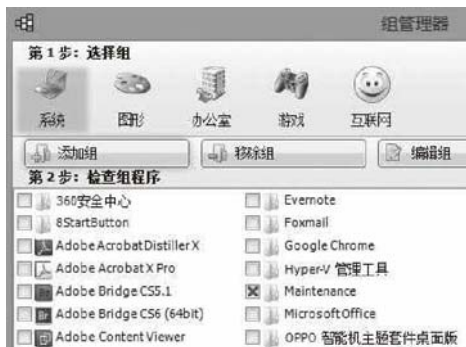 组管理器
第1步：选择组
系统 图形 办公室 游戏 互联网
添加组 移除组 编辑组
第2步：检查组程序
360安全中心 Evernote
8StartButton Foxmail
Adobe Acrobat Distiller X Google Chrome
Adobe Acrobat X Pro Hyper-V 管理工具
Adobe Bridge CS5.1 Maintenance
Adobe Bridge CS6 (64bit) Microsoft Office
Adobe Content Viewer OPPO 智能机主题套件桌面版